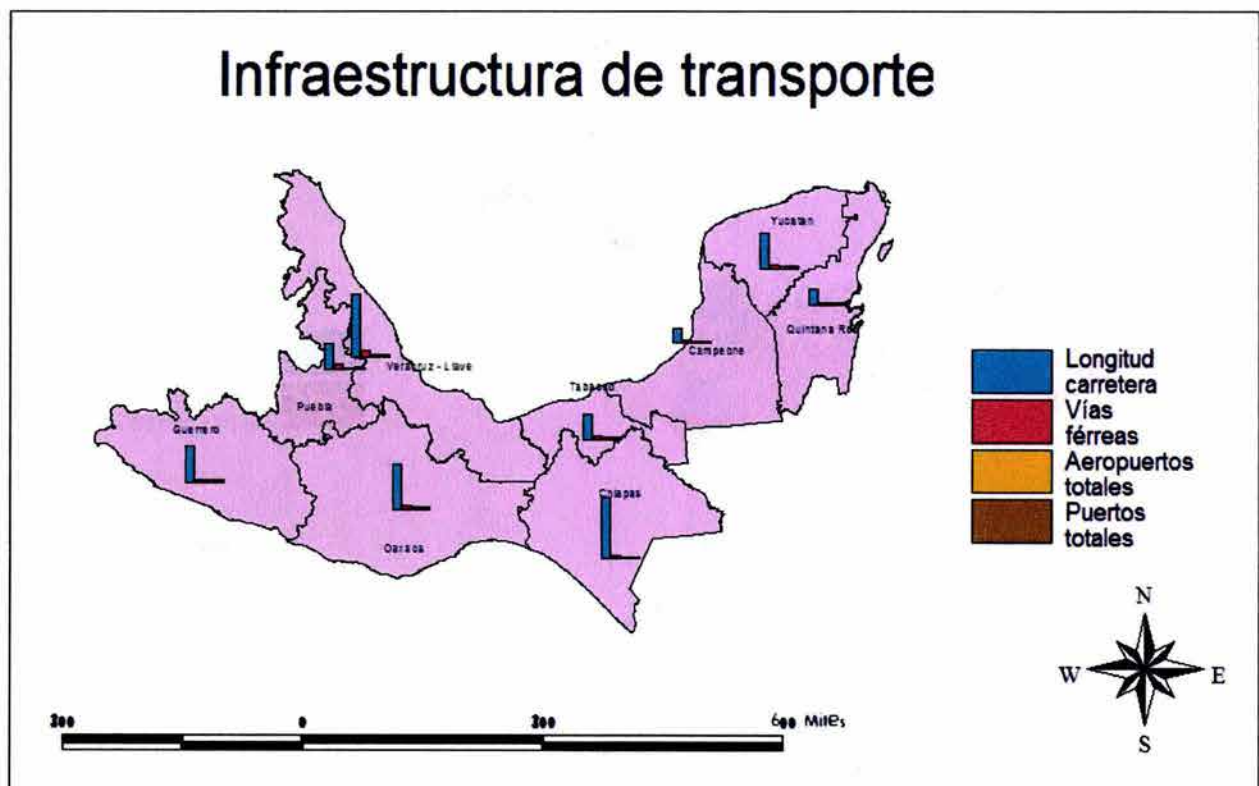 Infraestructura de transporte
Yucatan
Quintana Roo
Campeche
Veracruz - Llave
Tabasco
Puebla
Guerrero
Chiapas
Oaxaca
Longitud
carretera
Vías
férreas
Aeropuertos
totales
Puertos
totales
N
W E
S
300 0 300 600 Miles